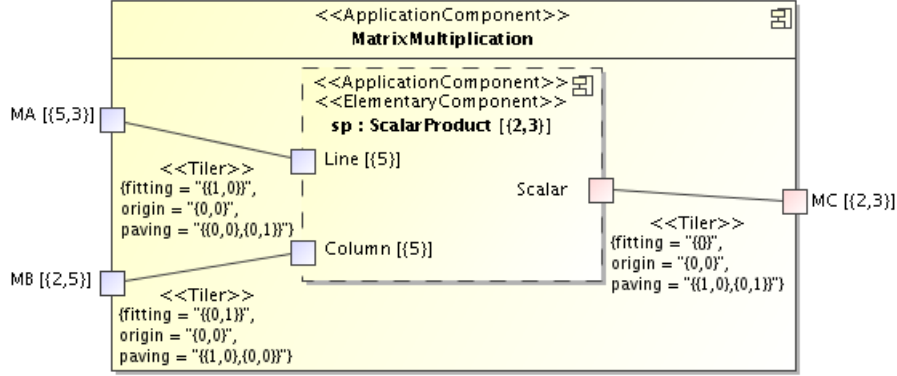 <<ApplicationComponent>>
MatrixMultiplication
<<ApplicationComponent>>
<<ElementaryComponent>>
sp : ScalarProduct [{2,3}]
MA [{5,3}]
Line [{5}]
<<Tiler>>
{fitting = "{{1,0}}",
origin = "{0,0}",
paving = "{{0,0},{0,1}}"}
Scalar
MC [{2,3}]
<<Tiler>>
{fitting = "{{}}",
origin = "{0,0}",
paving = "{{1,0},{0,1}}"}
Column [{5}]
MB [{2,5}]
<<Tiler>>
{fitting = "{{0,1}}",
origin = "{0,0}",
paving = "{{1,0},{0,0}}"}